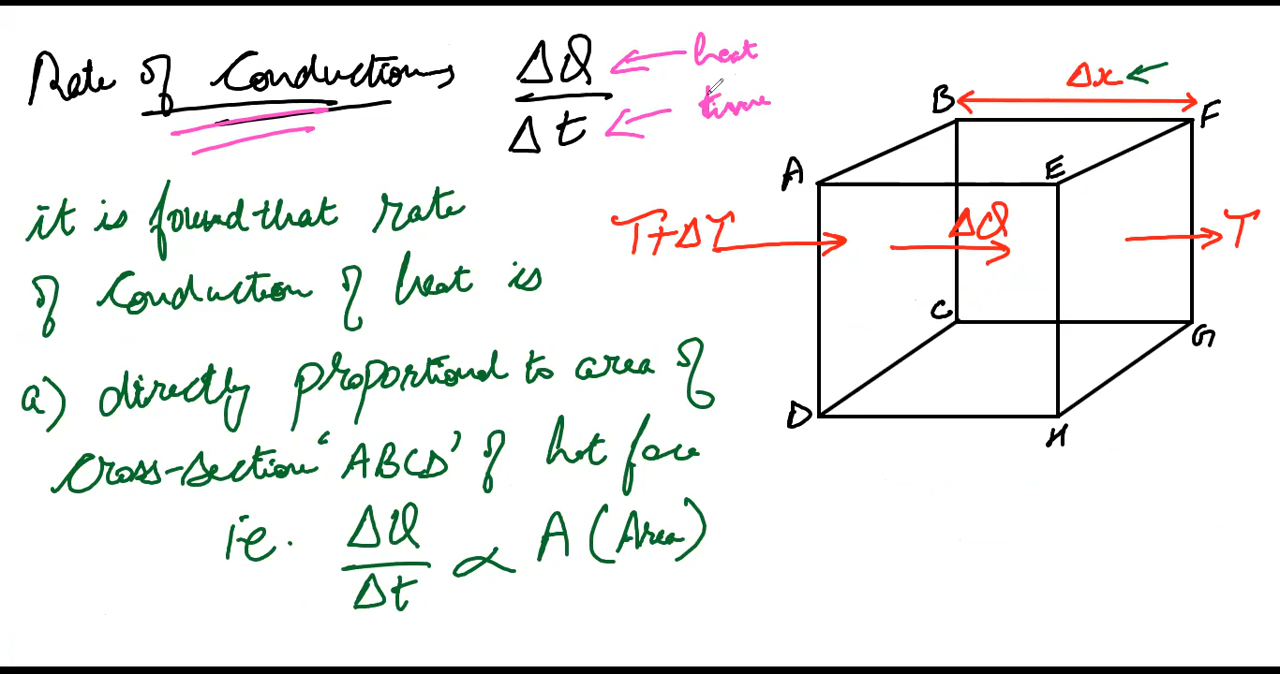 Rate of Conductions ΔQ/Δt ← heat ← time
it is found that rate
of Conduction of heat is
a) directly proportional to area of
cross-section 'ABCD' of hot face
i.e. ΔQ/Δt ∝ A (Area)
Δx ←
B
F
A
E
T+ΔT
ΔQ
T
C
G
D
H